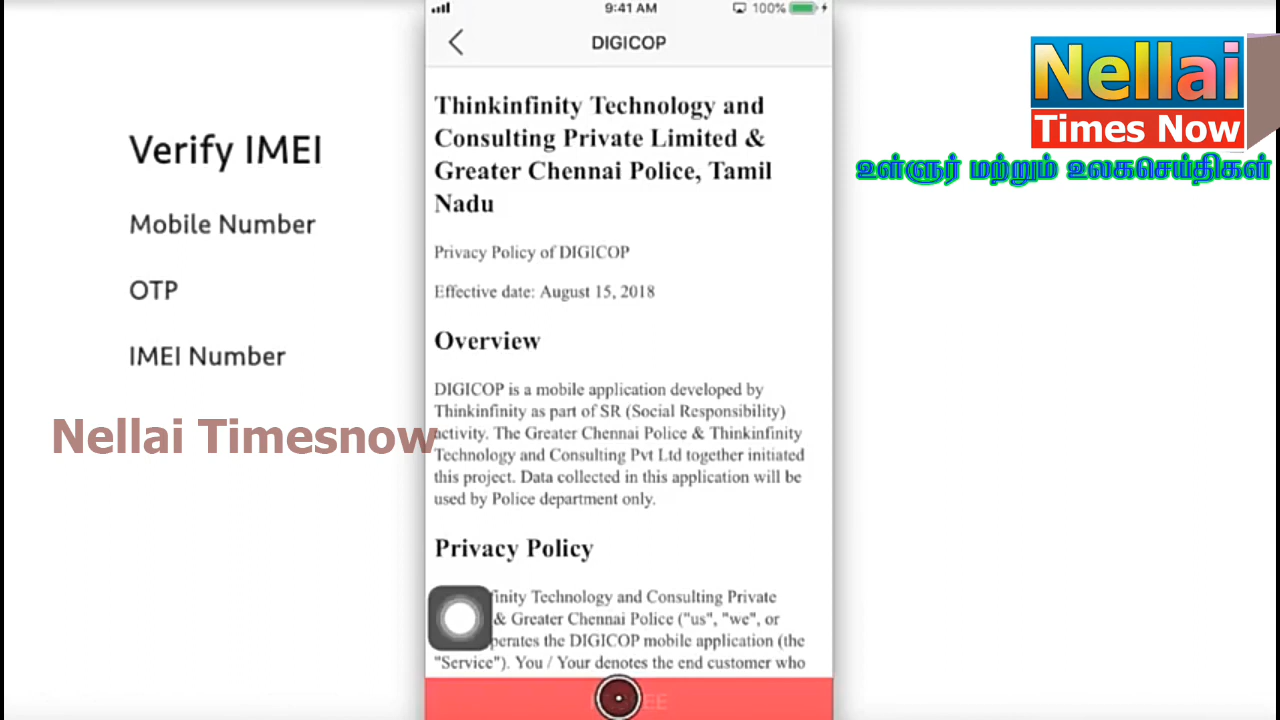 9:41 AM
100%
DIGICOP
Nellai
Times Now
உள்ளூர் மற்றும் உலகசெய்திகள்
Verify IMEI
Mobile Number
OTP
IMEI Number
Nellai Timesnow
Thinkinfinity Technology and
Consulting Private Limited &
Greater Chennai Police, Tamil
Nadu
Privacy Policy of DIGICOP
Effective date: August 15, 2018
Overview
DIGICOP is a mobile application developed by
Thinkinfinity as part of SR (Social Responsibility)
activity. The Greater Chennai Police & Thinkinfinity
Technology and Consulting Pvt Ltd together initiated
this project. Data collected in this application will be
used by Police department only.
Privacy Policy
inity Technology and Consulting Private
& Greater Chennai Police ("us", "we", or
perates the DIGICOP mobile application (the
"Service"). You / Your denotes the end customer who